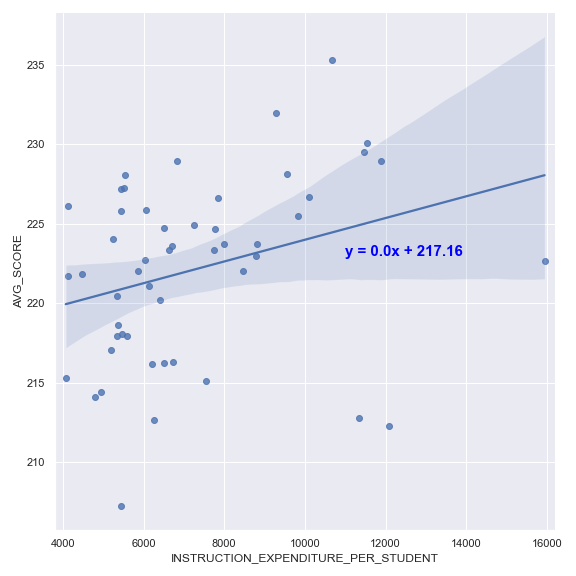 235
230
225
220
215
210
AVG_SCORE
y = 0.0x + 217.16
4000 6000 8000 10000 12000 14000 16000
INSTRUCTION_EXPENDITURE_PER_STUDENT